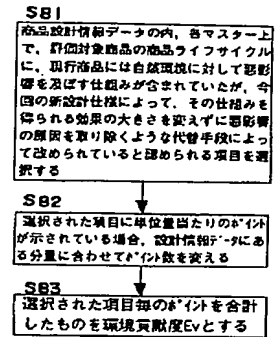 S81
商品設計情報データの内，各マスター上
で，評価対象商品の商品ライフサイクル
に，現行商品には自然環境に対して悪影
響を及ぼす仕組みが含まれていたが，今
回の新設計仕様によって，その仕組みを
得られる効果の大きさを変えずに悪影響
の原因を取り除くような代替手段によっ
て改められていると認められる項目を選
択する
S82
選択された項目に単位量当たりのﾎﾟｲﾝﾄ
が示されている場合，設計情報ﾃﾞｰﾀにあ
る分量に合わせてﾎﾟｲﾝﾄ数を変える
S83
選択された項目毎のﾎﾟｲﾝﾄを合計
したものを環境貢献度Evとする